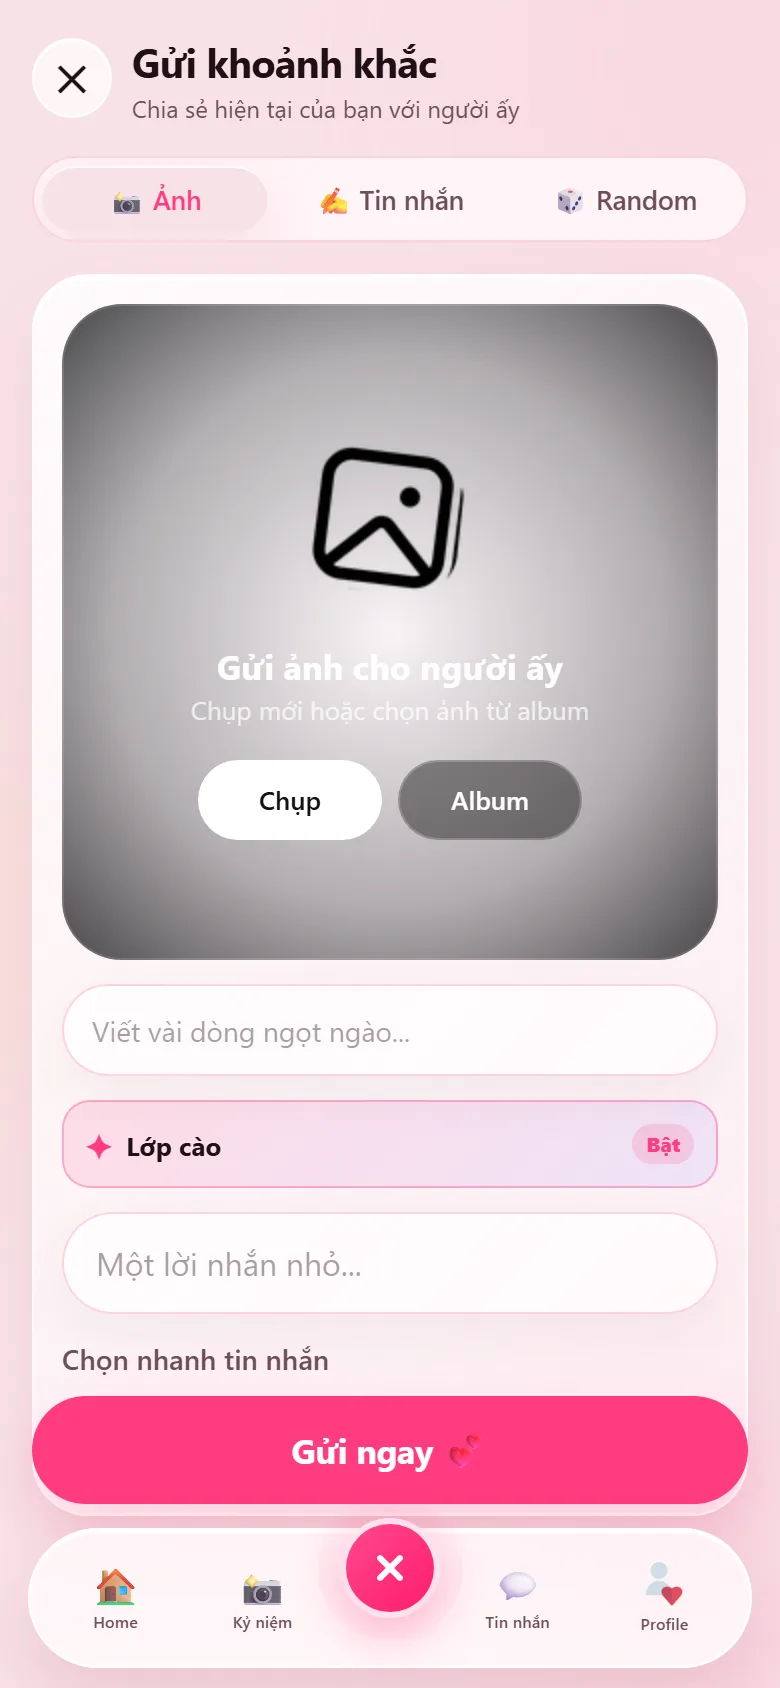 Gửi khoảnh khắc
Chia sẻ hiện tại của bạn với người ấy
Ảnh
Tin nhắn
Random
Gửi ảnh cho người ấy
Chụp mới hoặc chọn ảnh từ album
Chụp
Album
Viết vài dòng ngọt ngào...
Lớp cào
Bật
Một lời nhắn nhỏ...
Chọn nhanh tin nhắn
Gửi ngay 💕
Home
Kỷ niệm
Tin nhắn
Profile